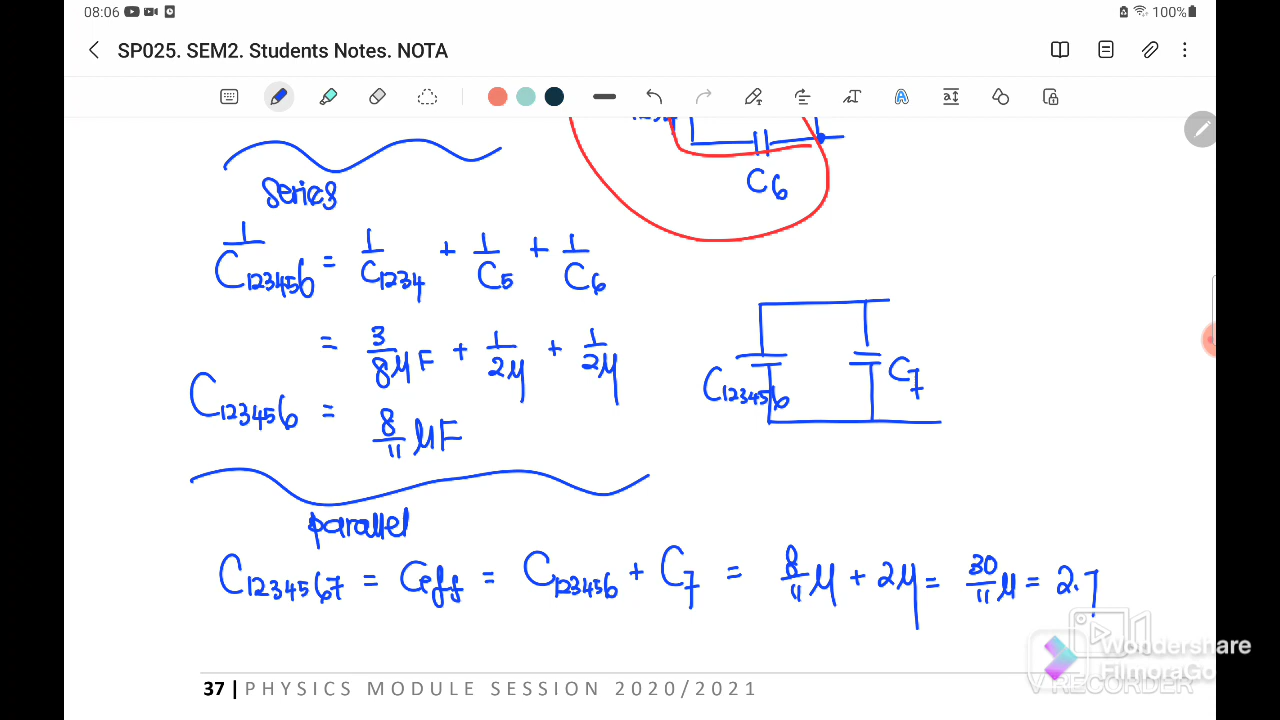 08:06 100%
SP025. SEM2. Students Notes. NOTA
C6
series
1/C123456 = 1/C1234 + 1/C5 + 1/C6
= 3/8μF + 1/2μ + 1/2μ
C123456 = 8/11 μF
C123456 C7
parallel
C1234567 = Ceff = C123456 + C7 = 8/11 μ + 2μ = 30/11 μ = 2.7
Wondershare
FilmoraGo
RECORDER
37 | PHYSICS MODULE SESSION 2020/2021